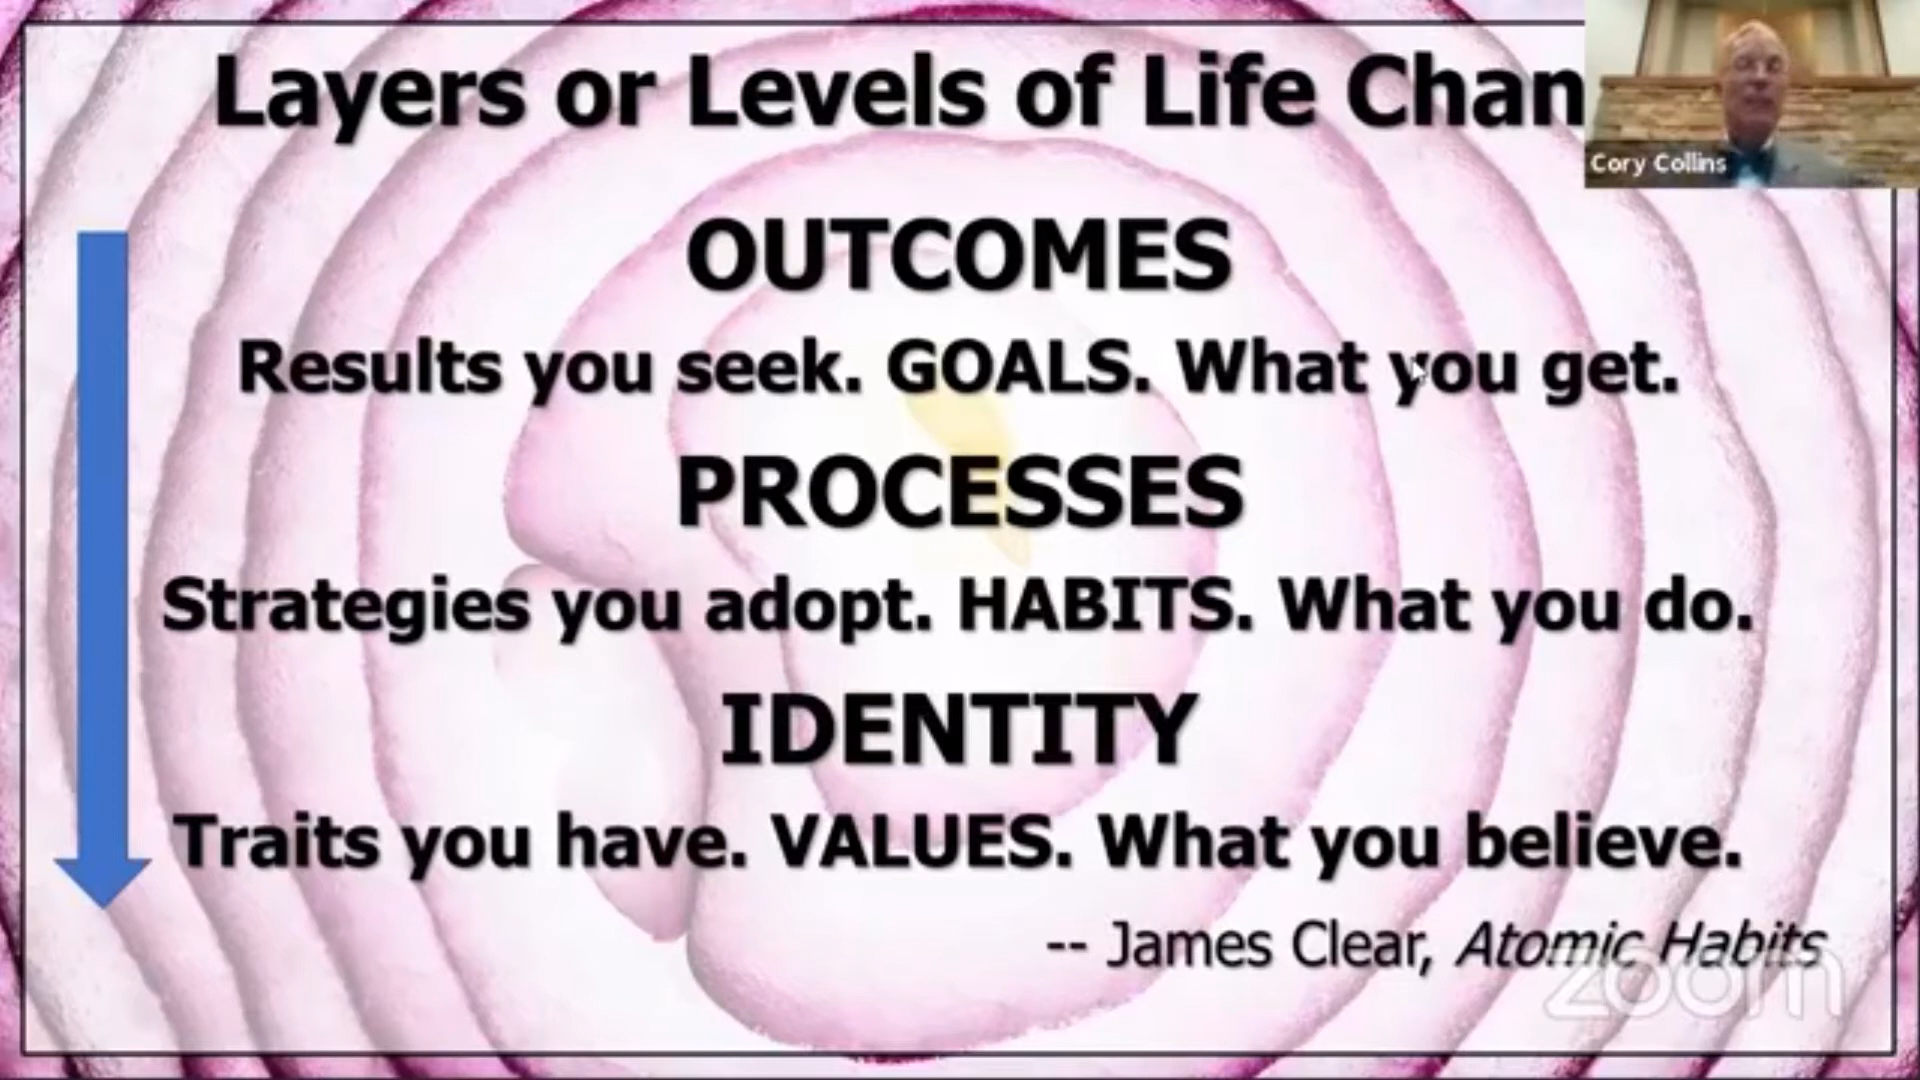 Layers or Levels of Life Chan
Cory Collins
OUTCOMES
Results you seek. GOALS. What you get.
PROCESSES
Strategies you adopt. HABITS. What you do.
IDENTITY
Traits you have. VALUES. What you believe.
-- James Clear, Atomic Habits
zoom